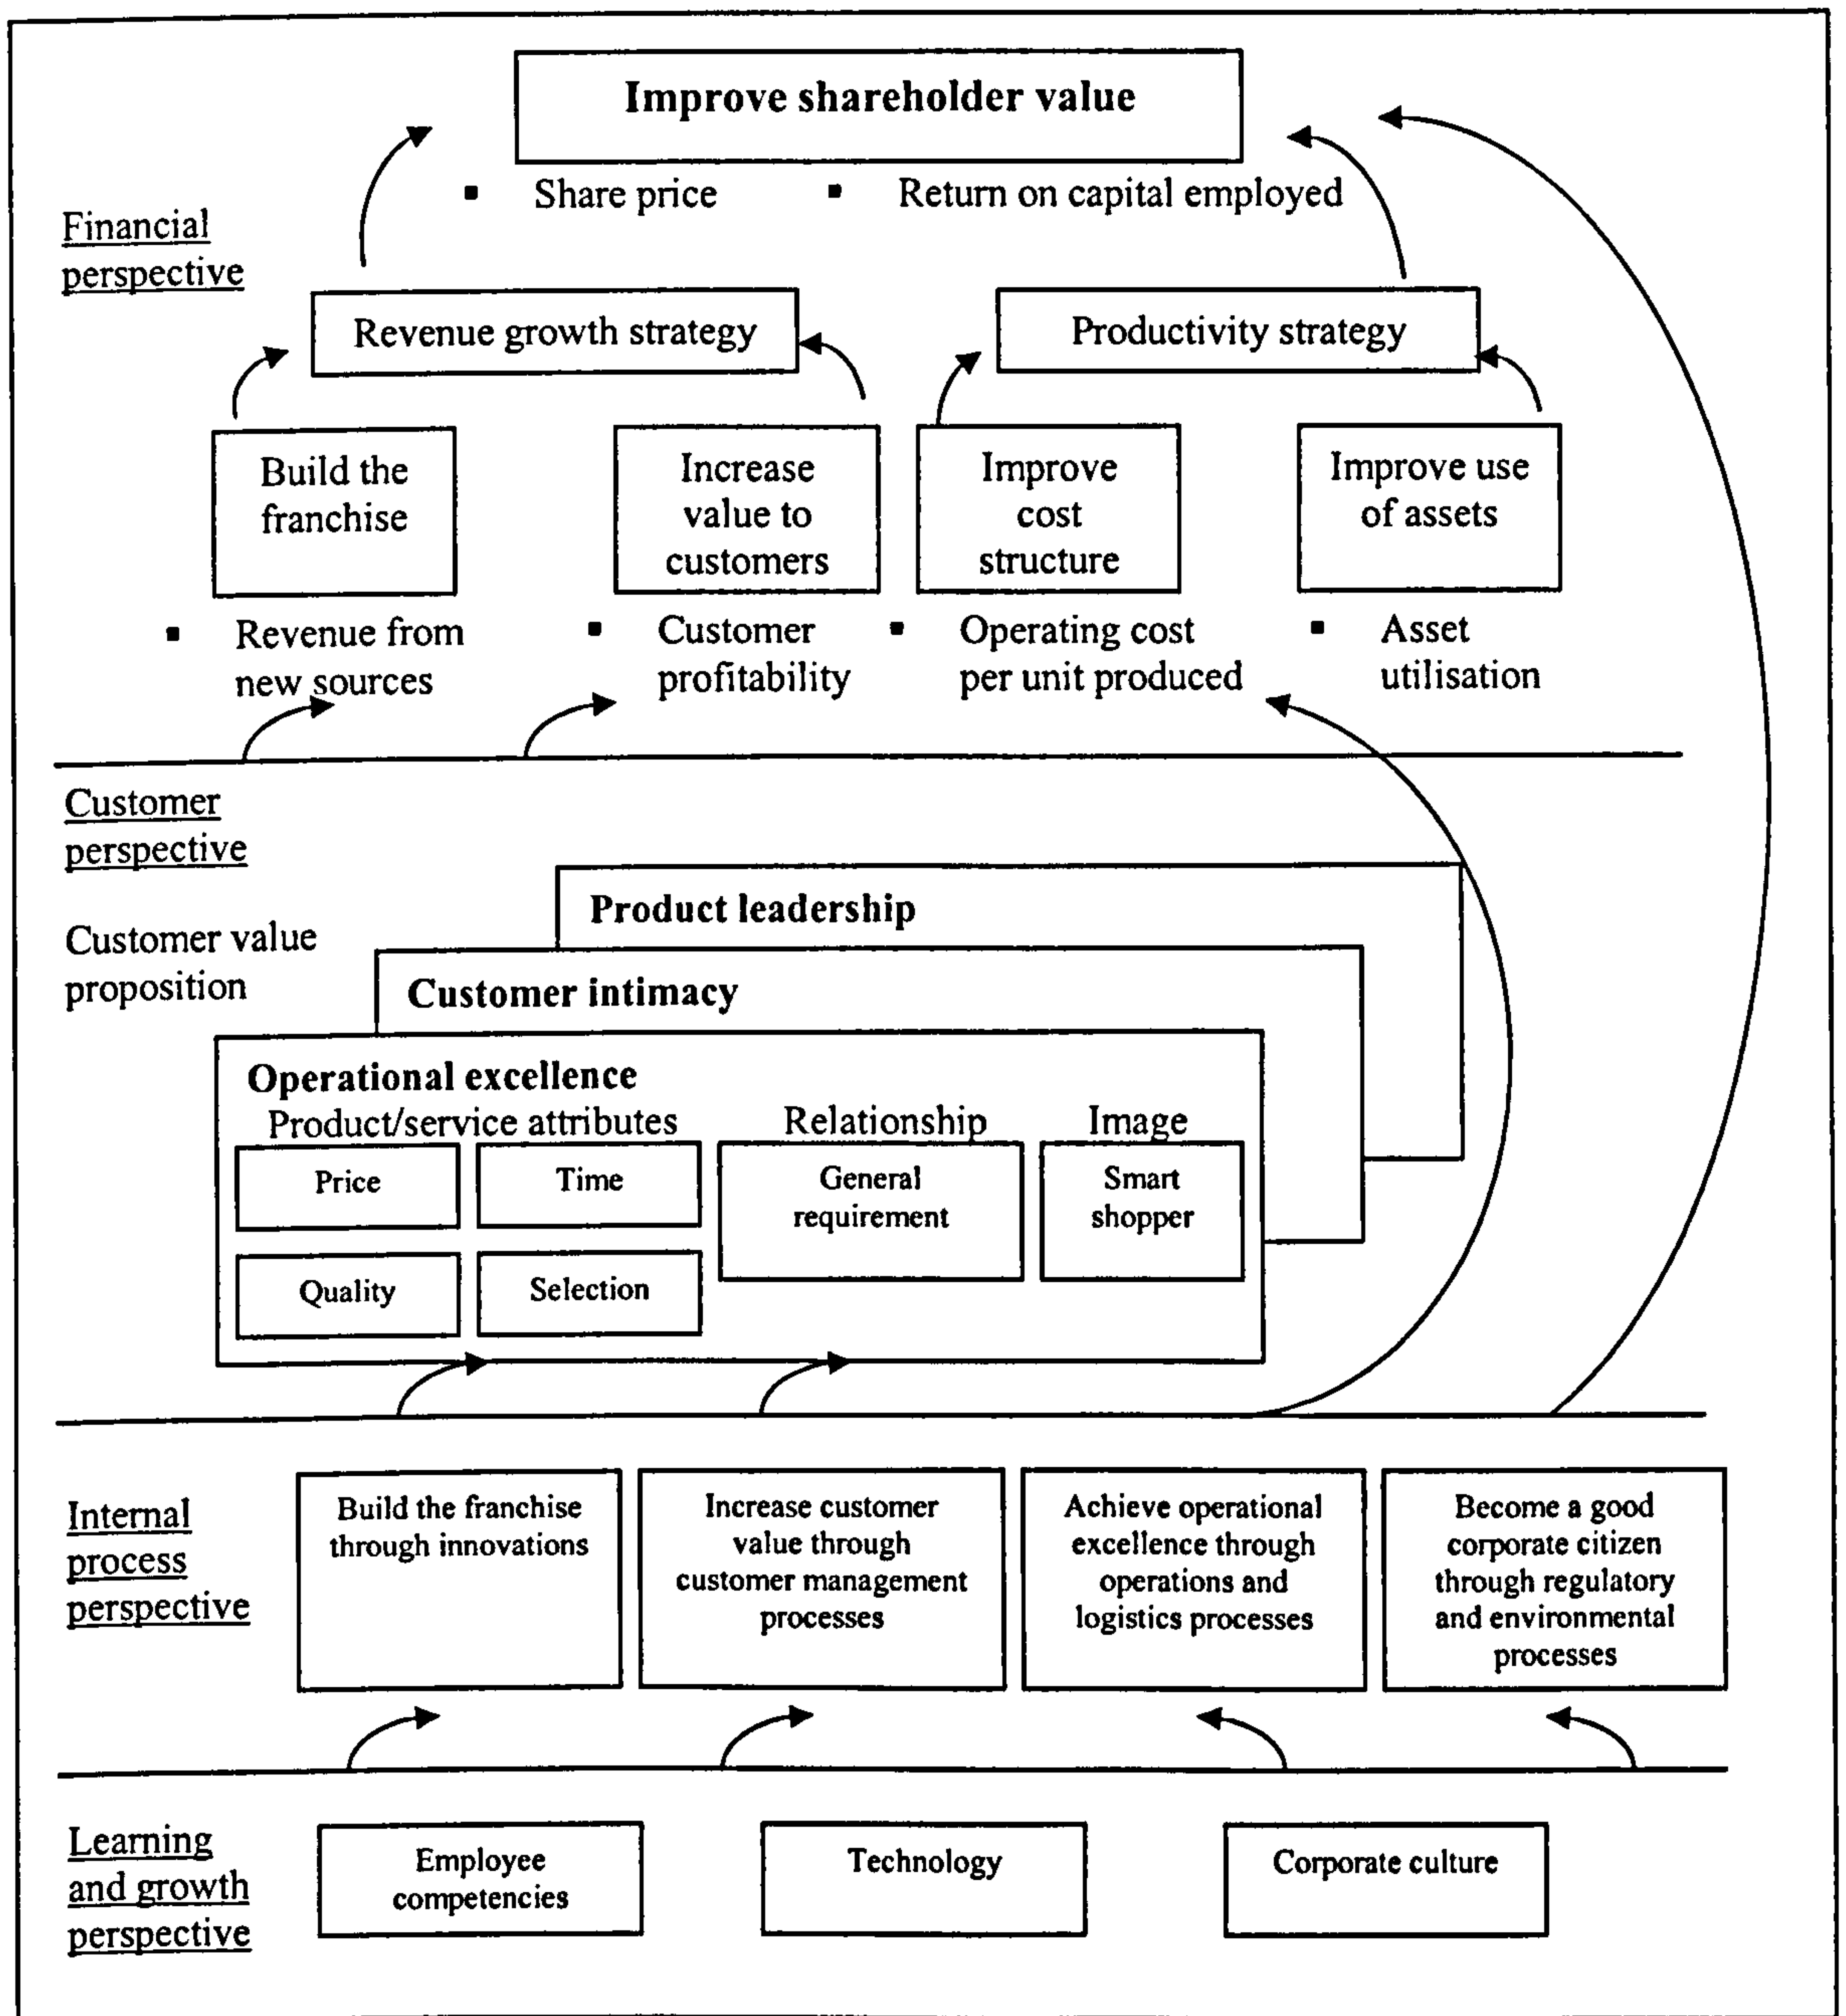 Improve shareholder value
▪ Share price ▪ Return on capital employed
Financial
perspective
Revenue growth strategy
Productivity strategy
Build the
franchise
Increase
value to
customers
Improve
cost
structure
Improve use
of assets
▪ Revenue from
new sources
▪ Customer
profitability
▪ Operating cost
per unit produced
▪ Asset
utilisation
Customer
perspective
Customer value
proposition
Product leadership
Customer intimacy
Operational excellence
Product/service attributes
Relationship
Image
Price
Time
General
requirement
Smart
shopper
Quality
Selection
Internal
process
perspective
Build the franchise
through innovations
Increase customer
value through
customer management
processes
Achieve operational
excellence through
operations and
logistics processes
Become a good
corporate citizen
through regulatory
and environmental
processes
Learning
and growth
perspective
Employee
competencies
Technology
Corporate culture